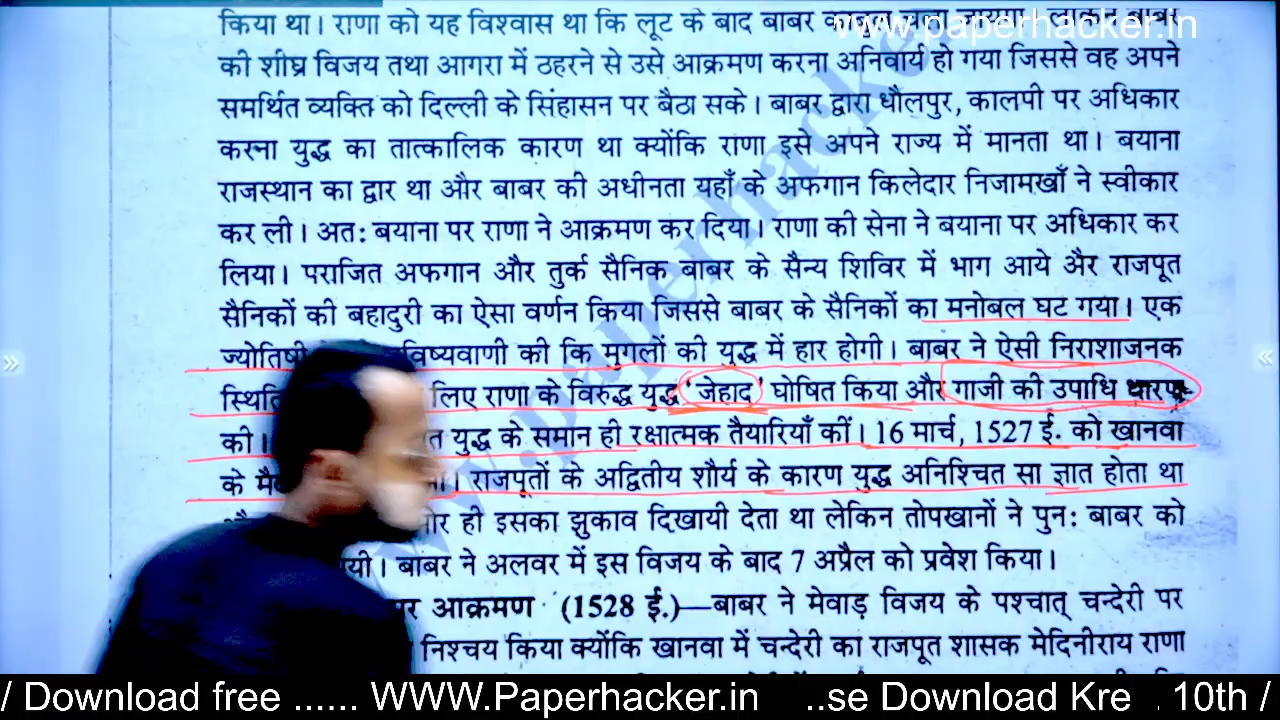 www.paperhacker.in
किया था। राणा को यह विश्वास था कि लूट के बाद बाबर
की शीघ्र विजय तथा आगरा में ठहरने से उसे आक्रमण करना अनिवार्य हो गया जिससे वह अपने
समर्थित व्यक्ति को दिल्ली के सिंहासन पर बैठा सके। बाबर द्वारा धौलपुर, कालपी पर अधिकार
करना युद्ध का तात्कालिक कारण था क्योंकि राणा इसे अपने राज्य में मानता था। बयाना
राजस्थान का द्वार था और बाबर की अधीनता यहाँ के अफगान किलेदार निजामखाँ ने स्वीकार
कर ली। अतः बयाना पर राणा ने आक्रमण कर दिया। राणा की सेना ने बयाना पर अधिकार कर
लिया। पराजित अफगान और तुर्क सैनिक बाबर के सैन्य शिविर में भाग आये अैर राजपूत
सैनिकों की बहादुरी का ऐसा वर्णन किया जिससे बाबर के सैनिकों का मनोबल घट गया। एक
ज्योतिषी विष्यवाणी की कि मुगलों की युद्ध में हार होगी। बाबर ने ऐसी निराशाजनक
लिए राणा के विरुद्ध युद्ध 'जेहाद' घोषित किया और गाजी की उपाधि धारण
की। युद्ध के समान ही रक्षात्मक तैयारियाँ कीं। 16 मार्च, 1527 ई. को खानवा
के राजपूतों के अद्वितीय शौर्य के कारण युद्ध अनिश्चित सा ज्ञात होता था
ही इसका झुकाव दिखायी देता था लेकिन तोपखानों ने पुनः बाबर को
यी। बाबर ने अलवर में इस विजय के बाद 7 अप्रैल को प्रवेश किया।
आक्रमण (1528 ई.)—बाबर ने मेवाड़ विजय के पश्चात् चन्देरी पर
निश्चय किया क्योंकि खानवा में चन्देरी का राजपूत शासक मेदिनीराय राणा
www.paperhacker
/ Download free ...... WWW.Paperhacker.in ..se Download Kre . 10th /